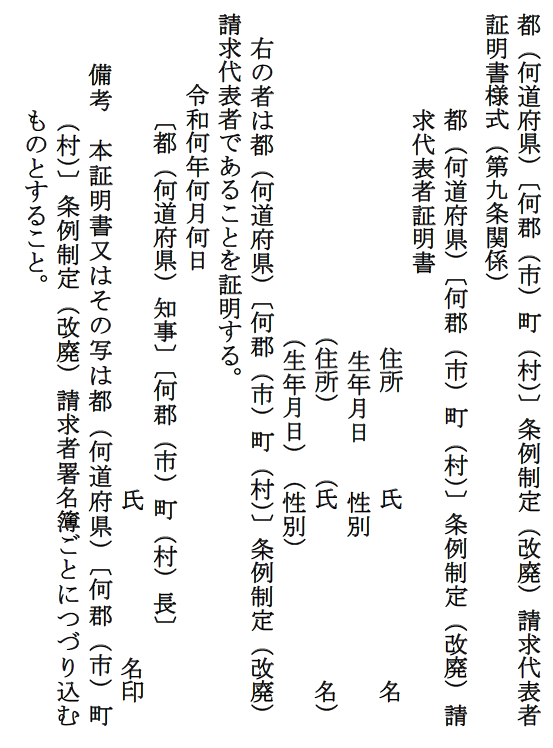 都（何道府県）〔何郡（市）町（村）〕条例制定（改廃）請求代表者
証明書様式（第九条関係）
都（何道府県）〔何郡（市）町（村）〕条例制定（改廃）請
求代表者証明書
住所　氏　名
生年月日　性別
（住所）　（氏　名）
（生年月日）（性別）
右の者は都（何道府県）〔何郡（市）町（村）〕条例制定（改廃）
請求代表者であることを証明する。
令和何年何月何日
〔都（何道府県）知事〕〔何郡（市）町（村）長〕
氏　名印
備考　本証明書又はその写は都（何道府県）〔何郡（市）町
（村）〕条例制定（改廃）請求者署名簿ごとにつづり込む
ものとすること。